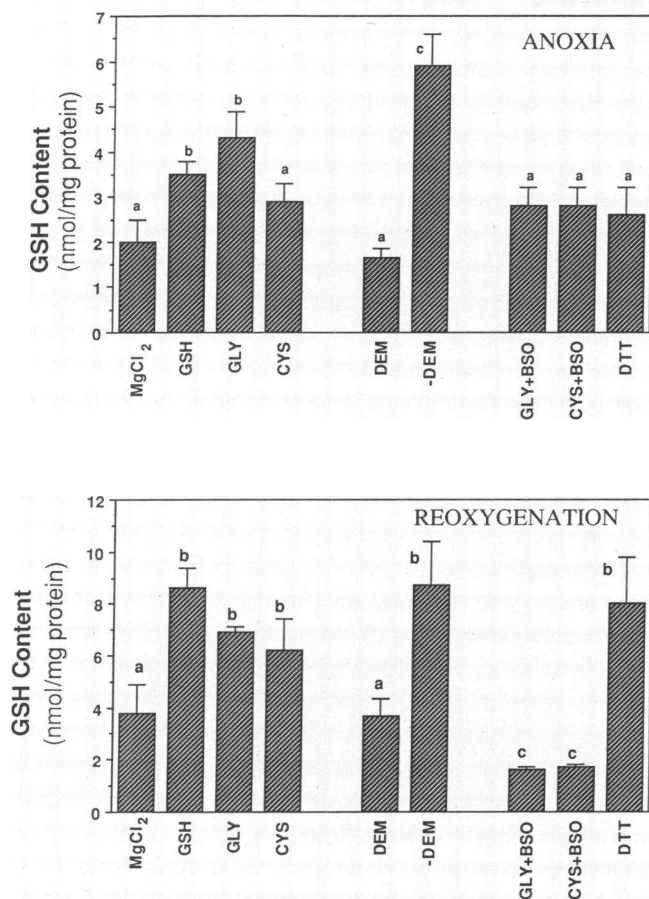 ANOXIA
GSH Content
(nmol/mg protein)
7
6
5
4
3
2
1
0
a
b
b
a
a
c
a
a
a
MgCl2
GSH
GLY
CYS
DEM
-DEM
GLY+BSO
CYS+BSO
DTT
REOXYGENATION
GSH Content
(nmol/mg protein)
12
10
8
6
4
2
0
a
b
b
b
a
b
c
c
b
MgCl2
GSH
GLY
CYS
DEM
-DEM
GLY+BSO
CYS+BSO
DTT